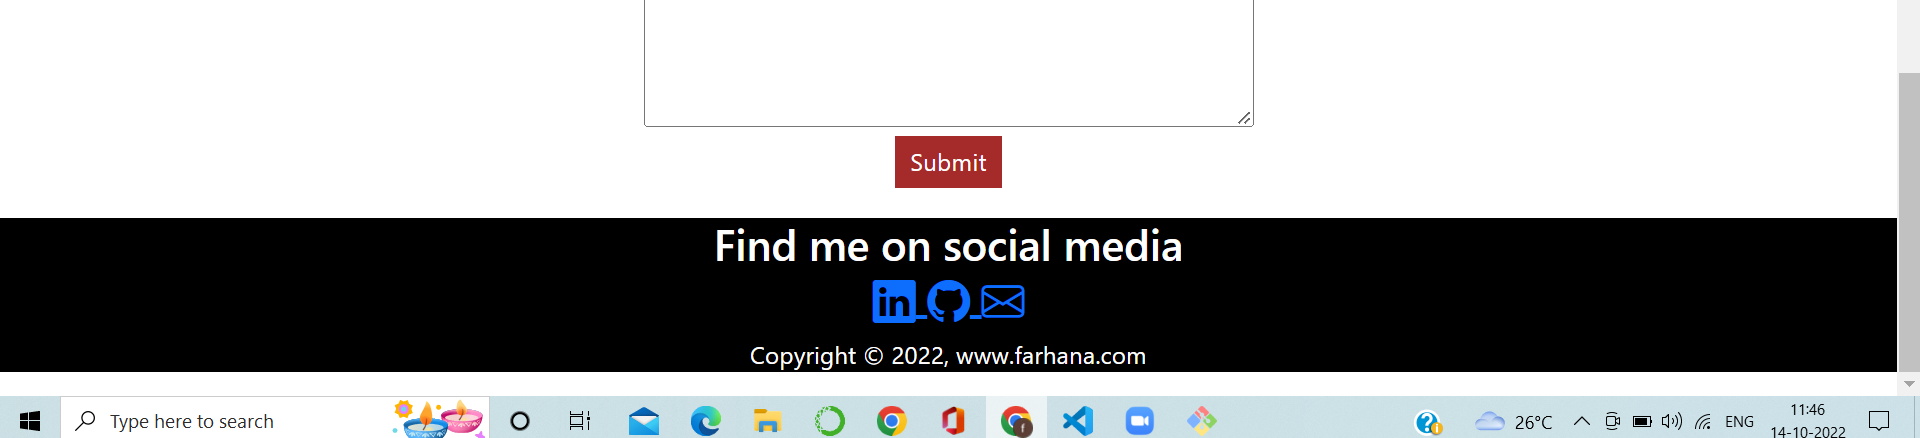 Submit
Find me on social media
in
Copyright © 2022, www.farhana.com
Type here to search
f
26°C
ENG
11:46
14-10-2022